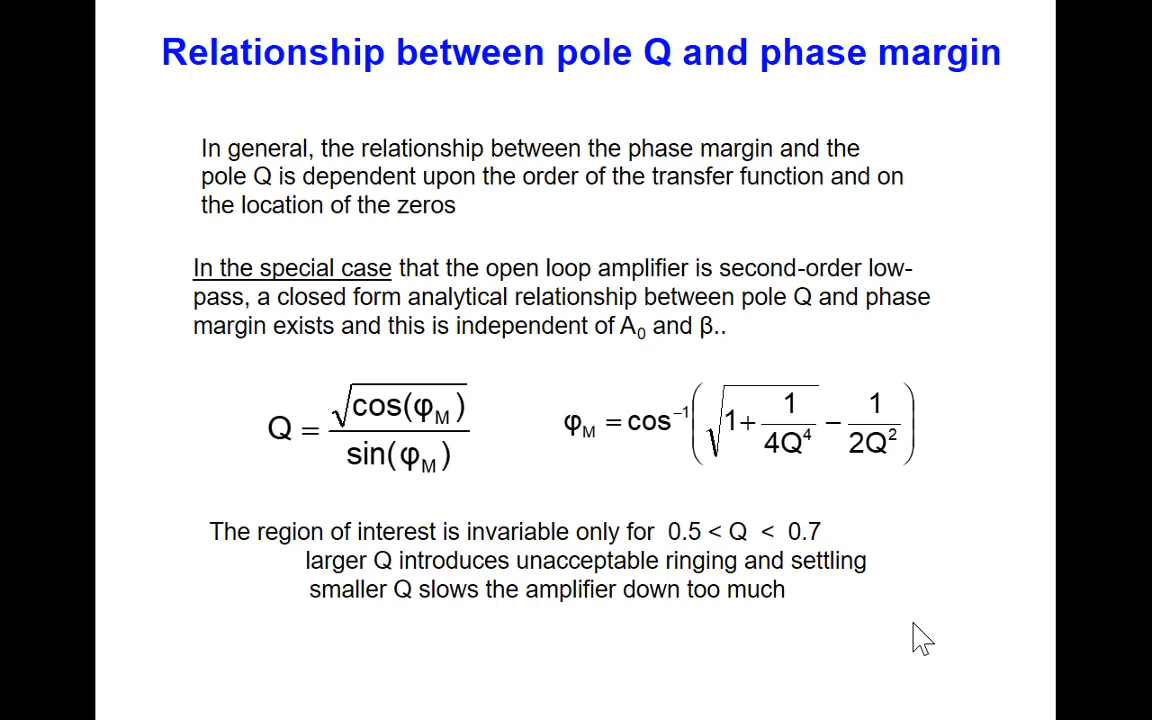 Relationship between pole Q and phase margin
In general, the relationship between the phase margin and the
pole Q is dependent upon the order of the transfer function and on
the location of the zeros
In the special case that the open loop amplifier is second-order low-
pass, a closed form analytical relationship between pole Q and phase
margin exists and this is independent of A₀ and β..
Q = √cos(φ_M) / sin(φ_M)
φ_M = cos⁻¹(√(1 + 1/(4Q⁴)) − 1/(2Q²))
The region of interest is invariable only for 0.5 < Q < 0.7
larger Q introduces unacceptable ringing and settling
smaller Q slows the amplifier down too much